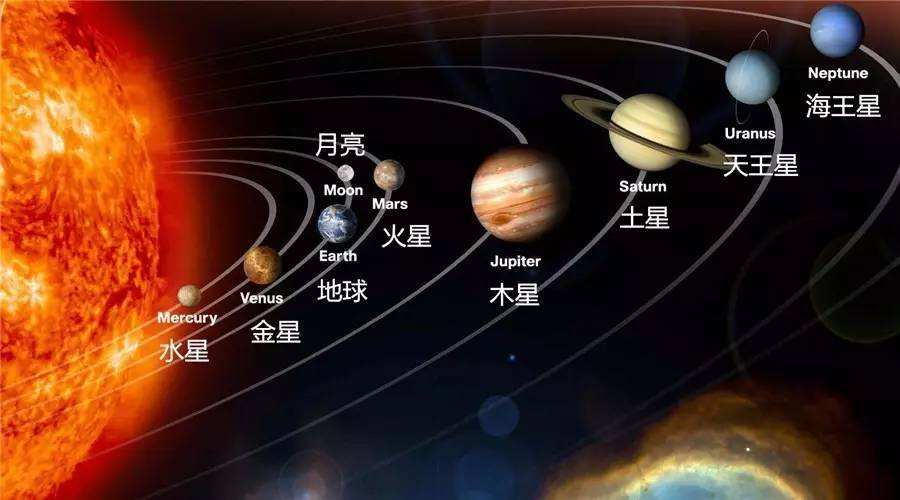 Neptune
海王星
Uranus
天王星
Saturn
土星
月亮
Moon
Mars
火星
Earth
地球
Jupiter
木星
Venus
金星
Mercury
水星